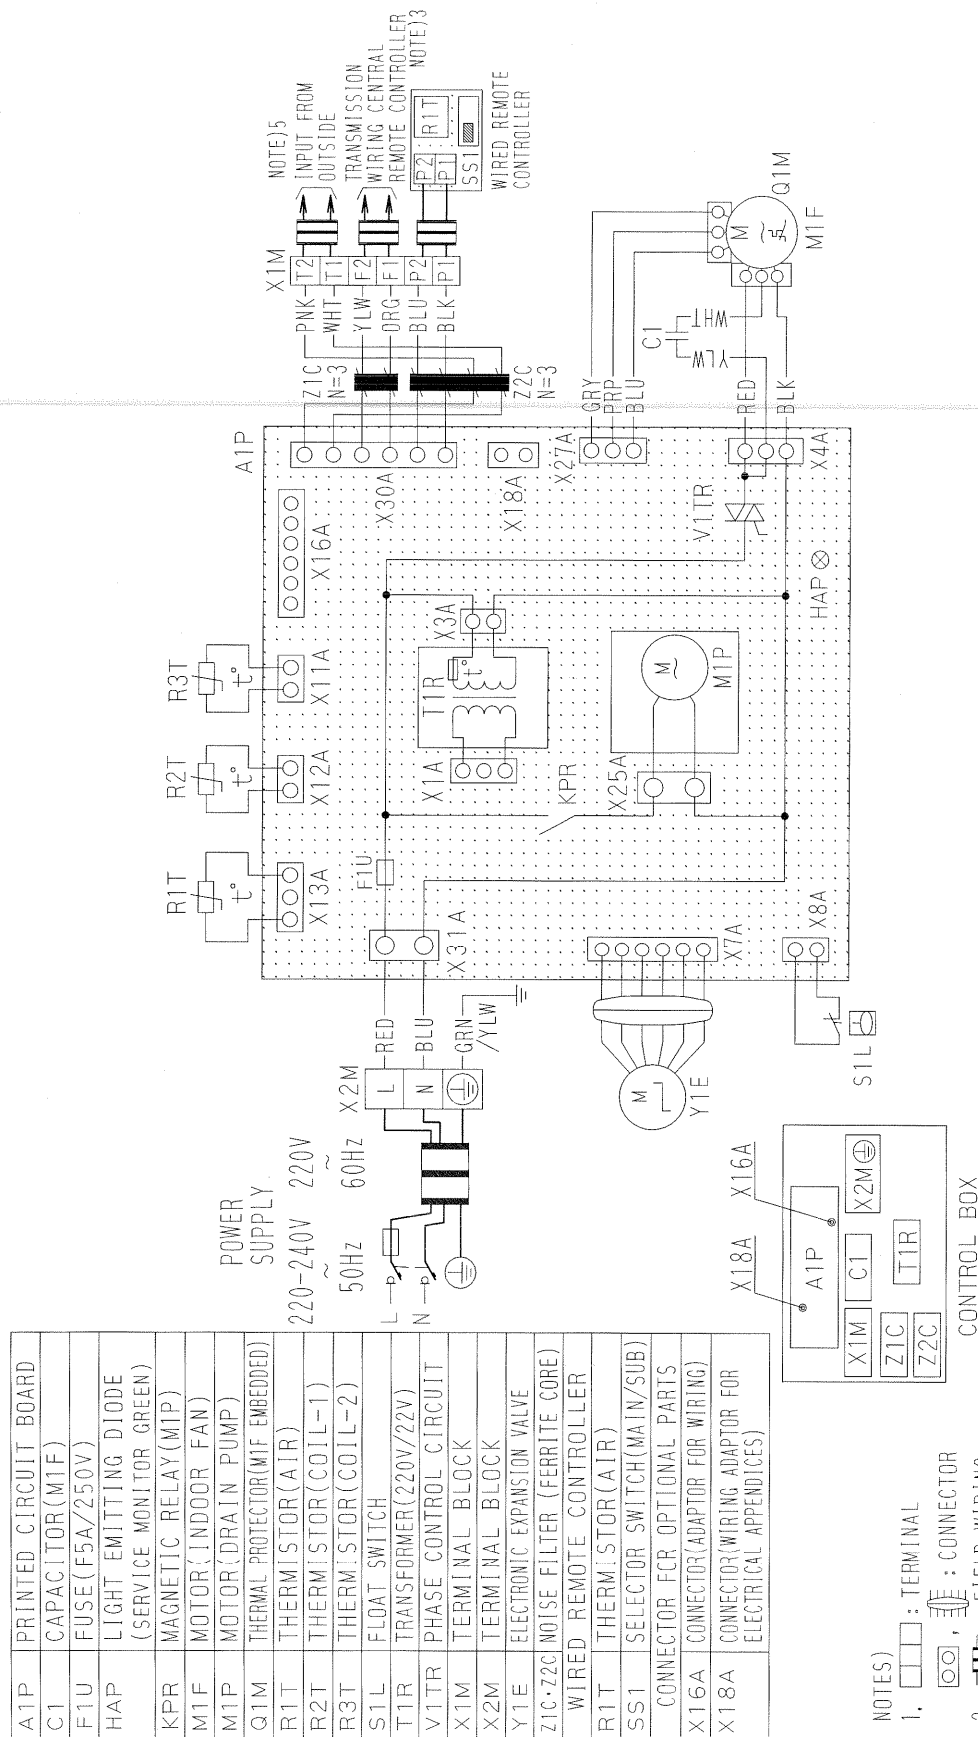 A1P PRINTED CIRCUIT BOARD
C1 CAPACITOR(M1F)
F1U FUSE(F5A/250V)
HAP LIGHT EMITTING DIODE
(SERVICE MONITOR GREEN)
KPR MAGNETIC RELAY(M1P)
M1F MOTOR(INDOOR FAN)
M1P MOTOR(DRAIN PUMP)
Q1M THERMAL PROTECTOR(M1F EMBEDDED)
R1T THERMISTOR(AIR)
R2T THERMISTOR(COIL-1)
R3T THERMISTOR(COIL-2)
S1L FLOAT SWITCH
T1R TRANSFORMER(220V/22V)
V1TR PHASE CONTROL CIRCUIT
X1M TERMINAL BLOCK
X2M TERMINAL BLOCK
Y1E ELECTRONIC EXPANSION VALVE
Z1C·Z2C NOISE FILTER (FERRITE CORE)
WIRED REMOTE CONTROLLER
R1T THERMISTOR(AIR)
SS1 SELECTOR SWITCH(MAIN/SUB)
CONNECTOR FCR OPTIONAL PARTS
X16A CONNECTOR(ADAPTOR FOR WIRING)
X18A CONNECTOR(WIRING ADAPTOR FOR
ELECTRICAL APPENDICES)
NOTES)
1. : TERMINAL
, : CONNECTOR
POWER
SUPPLY
220-240V 220V
~ ~
50Hz 60Hz
L
N
X2M
L
N
RED
BLU
GRN
/YLW
R1T
t°
X13A
R2T
t°
X12A
R3T
t°
X11A
X16A
A1P
X31A
F1U
X30A
X18A
X27A
X1A
T1R
t°
X3A
KPR
X25A
M
~
M1P
V1TR
X4A
HAP
X7A
X8A
M
Y1E
S1L
Z1C
N=3
Z2C
N=3
PNK
WHT
YLW
ORG
BLU
BLK
X1M
T2
T1
F2
F1
P2
P1
NOTE)5
INPUT FROM
OUTSIDE
TRANSMISSION
WIRING CENTRAL
REMOTE CONTROLLER
NOTE)3
P2
P1
R1T
SS1
WIRED REMOTE
CONTROLLER
GRY
PRP
BLU
C1
YLW
WHT
RED
BLK
M
~
Q1M
M1F
X18A
X16A
A1P
X1M
C1
X2M
Z1C
Z2C
T1R
CONTROL BOX